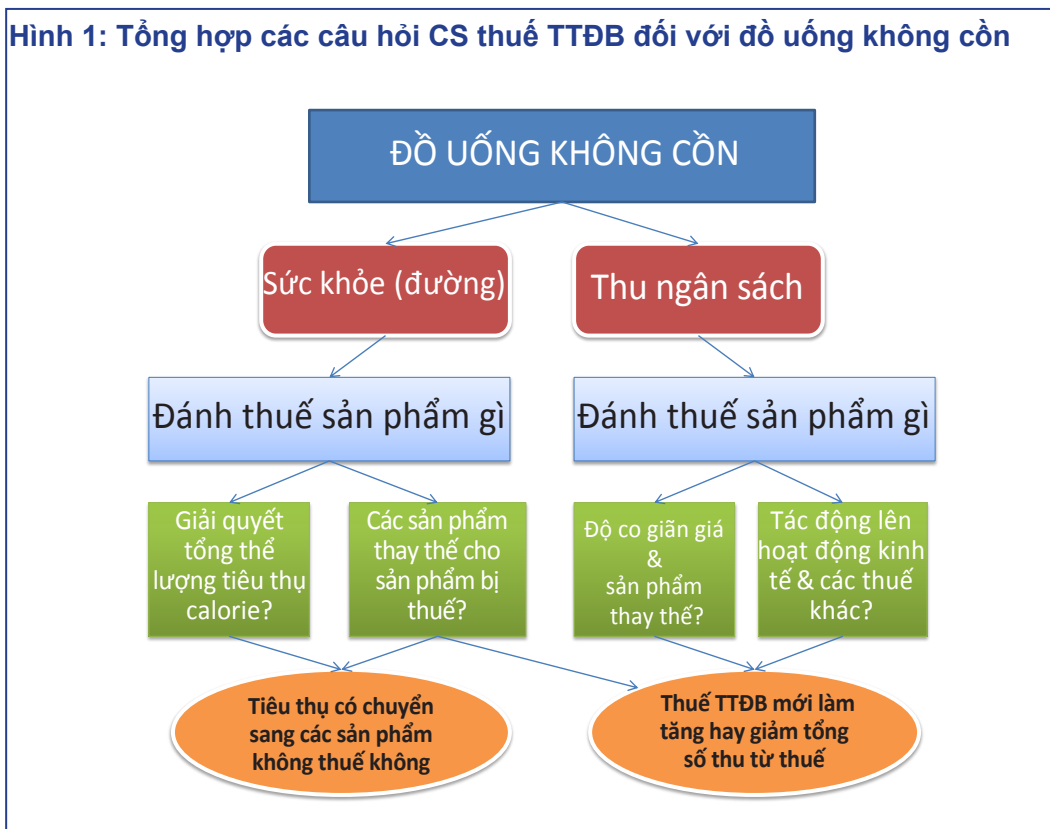 Hình 1: Tổng hợp các câu hỏi CS thuế TTĐB đối với đồ uống không cồn
ĐỒ UỐNG KHÔNG CỒN
Sức khỏe (đường)
Thu ngân sách
Đánh thuế sản phẩm gì
Đánh thuế sản phẩm gì
Giải quyết
tổng thể
lượng tiêu thụ
calorie?
Các sản phẩm
thay thế cho
sản phẩm bị
thuế?
Độ co giãn giá
&
sản phẩm
thay thế?
Tác động lên
hoạt động kinh
tế & các thuế
khác?
Tiêu thụ có chuyển
sang các sản phẩm
không thuế không
Thuế TTĐB mới làm
tăng hay giảm tổng
số thu từ thuế